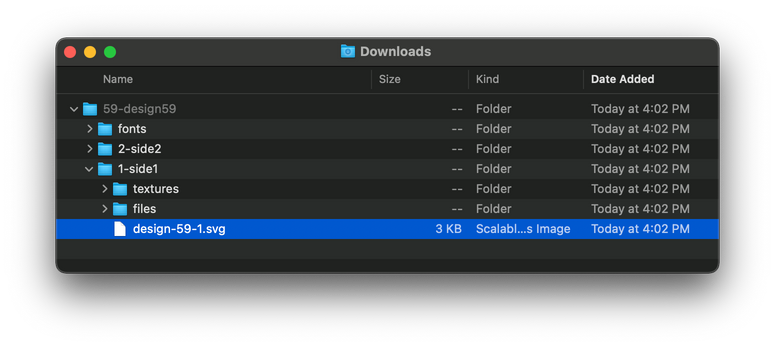 Downloads
Name Size Kind Date Added
59-design59 -- Folder Today at 4:02 PM
fonts -- Folder Today at 4:02 PM
2-side2 -- Folder Today at 4:02 PM
1-side1 -- Folder Today at 4:02 PM
textures -- Folder Today at 4:02 PM
files -- Folder Today at 4:02 PM
design-59-1.svg 3 KB Scalabl...s Image Today at 4:02 PM